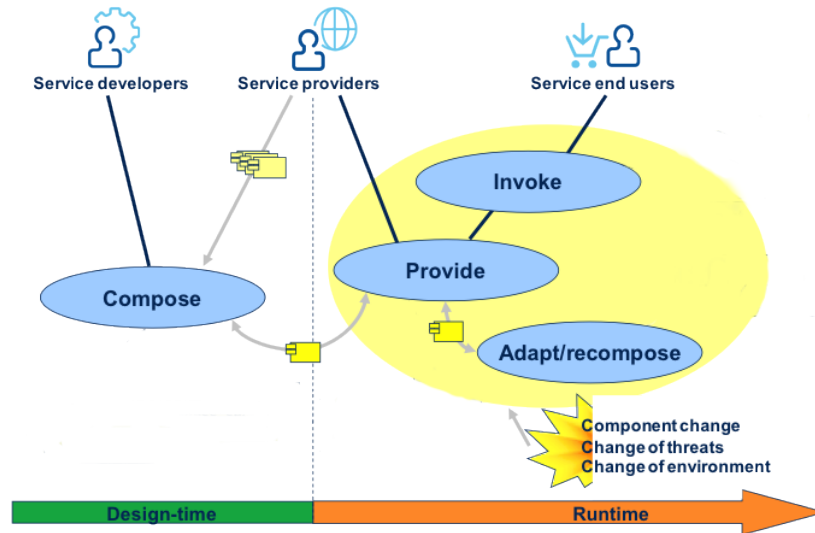 Service developers
Service providers
Service end users
Invoke
Provide
Compose
Adapt/recompose
Component change
Change of threats
Change of environment
Design-time
Runtime